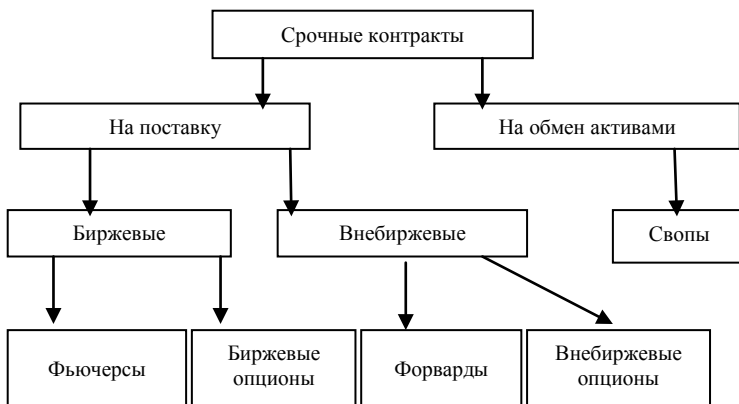 Срочные контракты
На поставку
На обмен активами
Биржевые
Внебиржевые
Свопы
Фьючерсы
Биржевые
опционы
Форварды
Внебиржевые
опционы